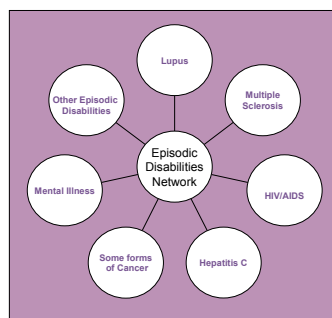 Lupus
Multiple
Sclerosis
HIV/AIDS
Hepatitis C
Some forms
of Cancer
Mental Illness
Other Episodic
Disabilities
Episodic
Disabilities
Network